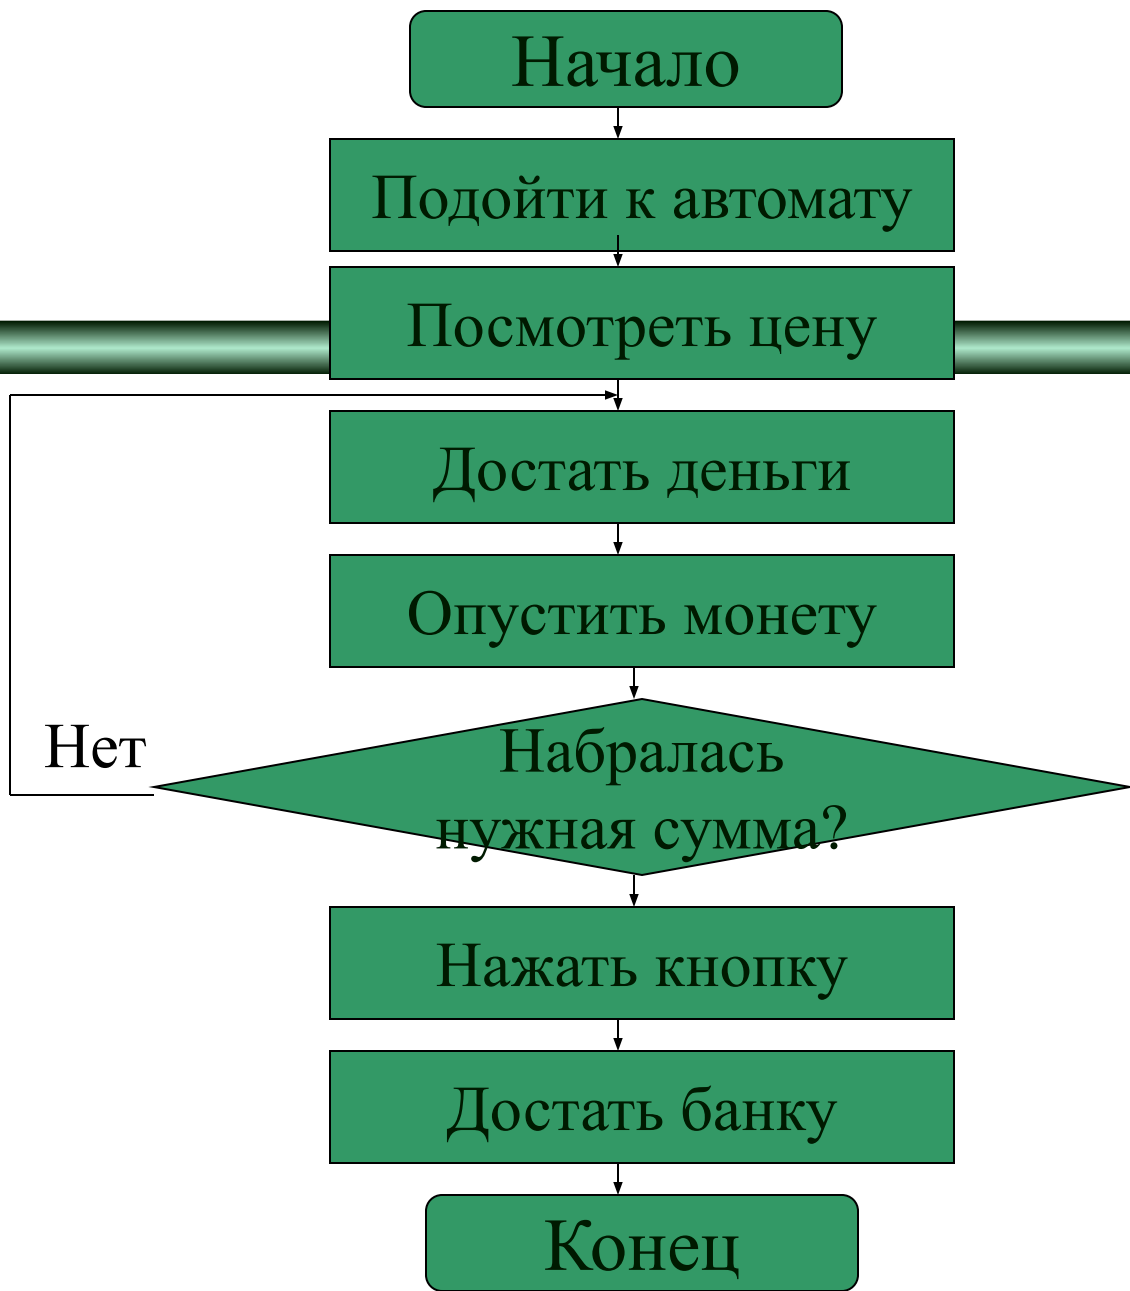 Начало
Подойти к автомату
Посмотреть цену
Достать деньги
Опустить монету
Нет
Набралась
нужная сумма?
Нажать кнопку
Достать банку
Конец